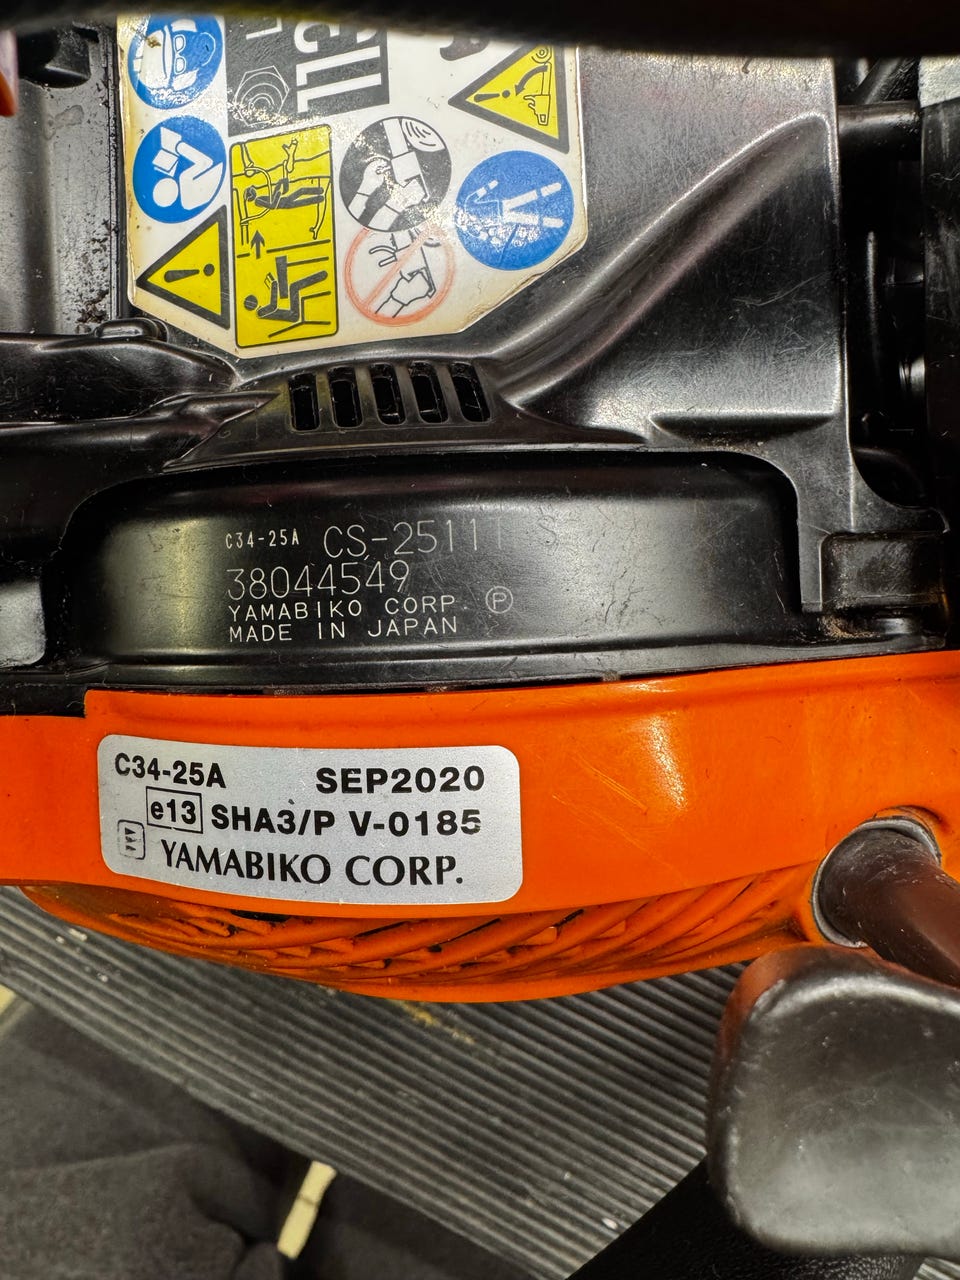 C34-25A CS-2511T
38044549
YAMABIKO CORP. P
MADE IN JAPAN
C34-25A SEP2020
e13 SHA3/P V-0185
YAMABIKO CORP.